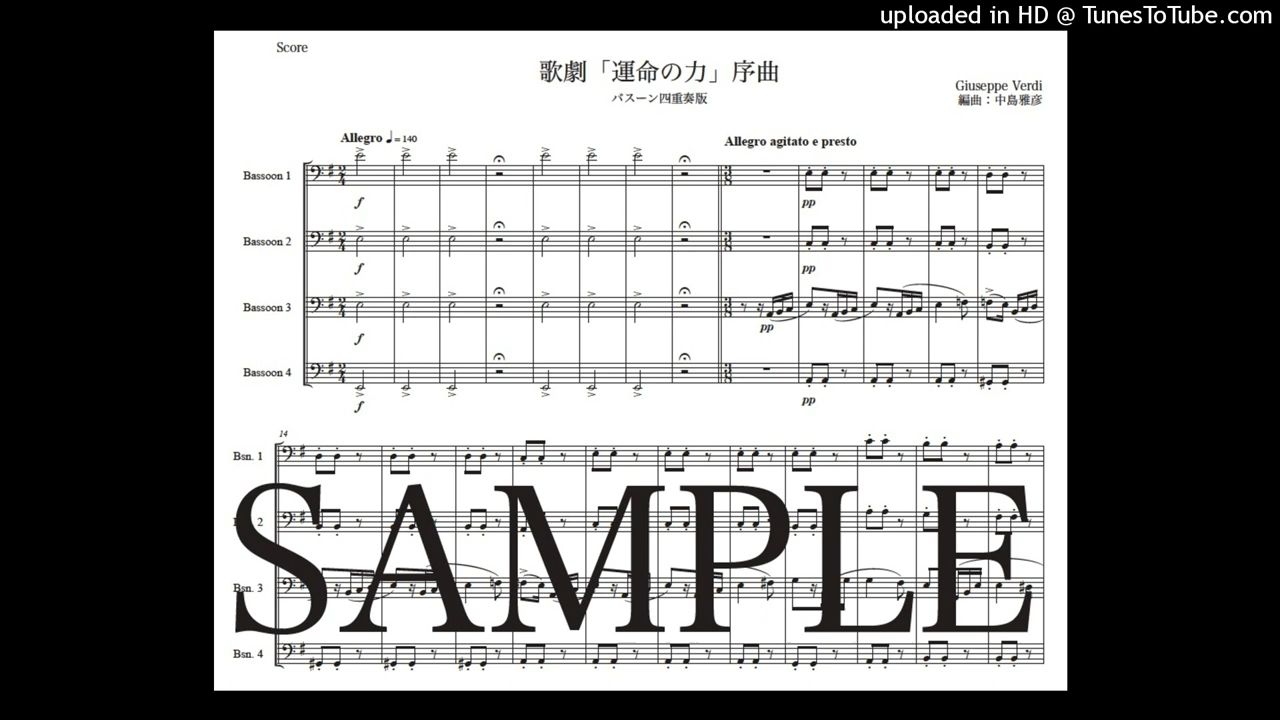 uploaded in HD @ TunesToTube.com
Score
歌劇「運命の力」序曲
バスーン四重奏版
Giuseppe Verdi
編曲：中島雅彦
Allegro ♩= 140
Allegro agitato e presto
Bassoon 1
f
pp
Bassoon 2
f
pp
Bassoon 3
f
pp
Bassoon 4
f
pp
14
Bsn. 1
2
Bsn. 3
Bsn. 4
SAMPLE